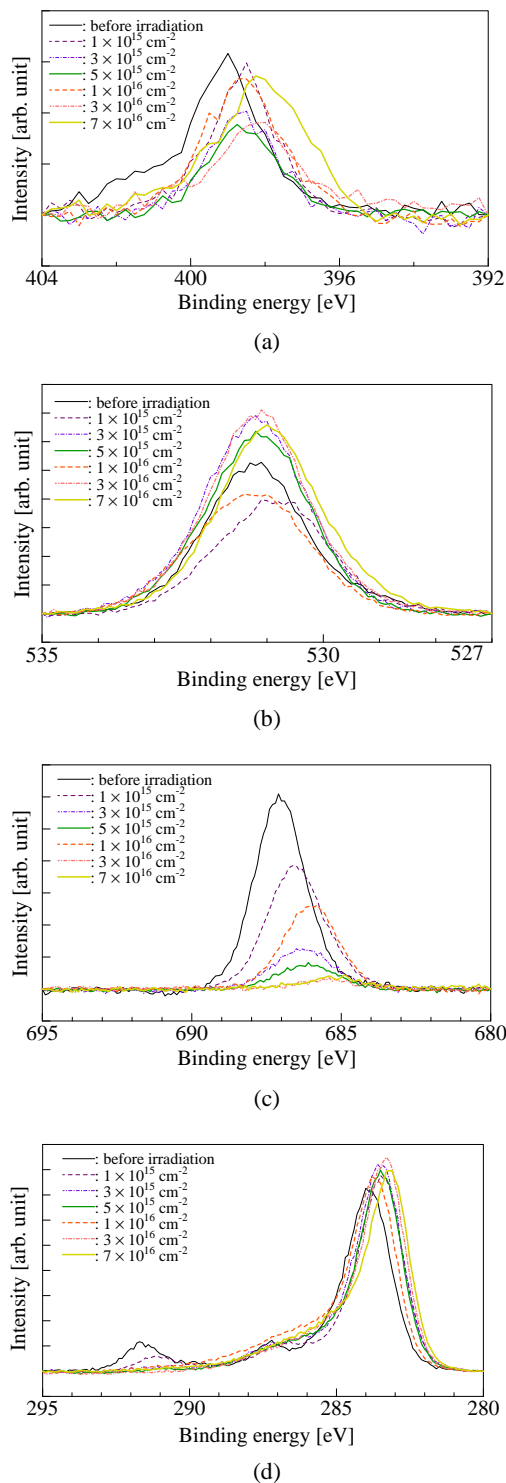 Intensity [arb. unit]
: before irradiation
: 1 × 10¹⁵ cm⁻²
: 3 × 10¹⁵ cm⁻²
: 5 × 10¹⁵ cm⁻²
: 1 × 10¹⁶ cm⁻²
: 3 × 10¹⁶ cm⁻²
: 7 × 10¹⁶ cm⁻²
404 400 396 392
Binding energy [eV]
(a)
Intensity [arb. unit]
: before irradiation
: 1 × 10¹⁵ cm⁻²
: 3 × 10¹⁵ cm⁻²
: 5 × 10¹⁵ cm⁻²
: 1 × 10¹⁶ cm⁻²
: 3 × 10¹⁶ cm⁻²
: 7 × 10¹⁶ cm⁻²
535 530 527
Binding energy [eV]
(b)
Intensity [arb. unit]
: before irradiation
: 1 × 10¹⁵ cm⁻²
: 3 × 10¹⁵ cm⁻²
: 5 × 10¹⁵ cm⁻²
: 1 × 10¹⁶ cm⁻²
: 3 × 10¹⁶ cm⁻²
: 7 × 10¹⁶ cm⁻²
695 690 685 680
Binding energy [eV]
(c)
Intensity [arb. unit]
: before irradiation
: 1 × 10¹⁵ cm⁻²
: 3 × 10¹⁵ cm⁻²
: 5 × 10¹⁵ cm⁻²
: 1 × 10¹⁶ cm⁻²
: 3 × 10¹⁶ cm⁻²
: 7 × 10¹⁶ cm⁻²
295 290 285 280
Binding energy [eV]
(d)